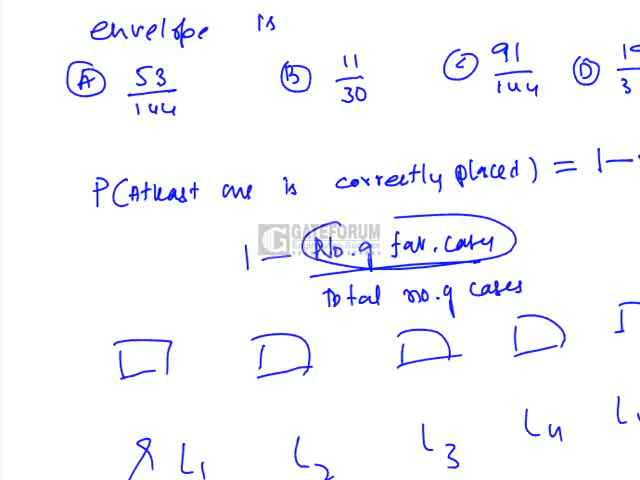 envelope is
(A) 53/144 (B) 11/30 (C) 91/144 (D)
P(Atleast one is correctly placed) = 1 -
GATEFORUM
1 - No. of fav. cases
Total no. of cases
L1 L2 L3 L4